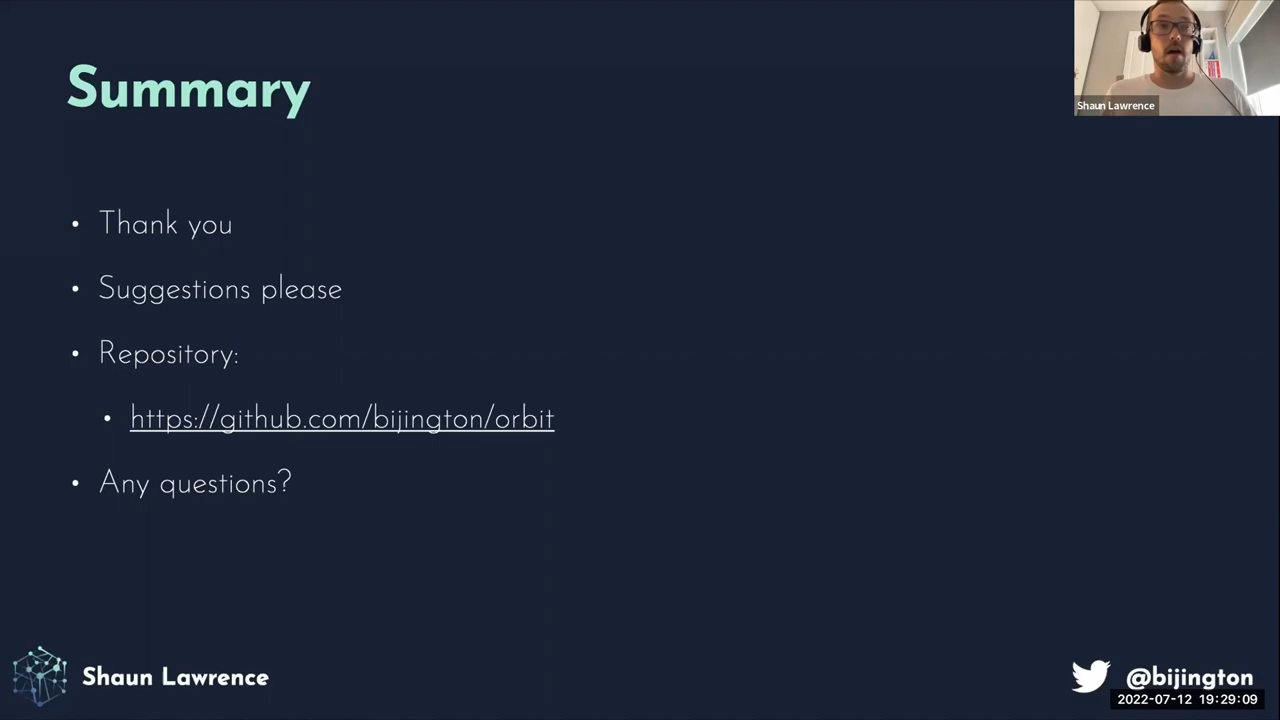 Summary
Shaun Lawrence
• Thank you
• Suggestions please
• Repository:
• https://github.com/bijington/orbit
• Any questions?
Shaun Lawrence
@bijington
2022-07-12 19:29:09